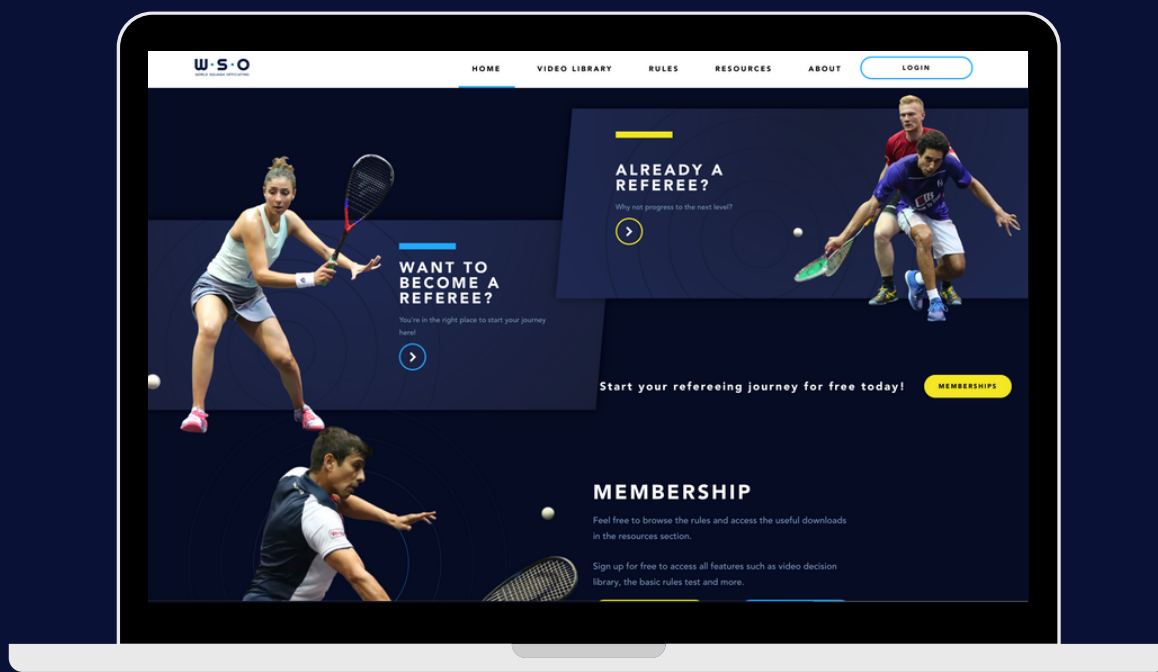 W·S·O
WORLD SQUASH OFFICIATING
HOME
VIDEO LIBRARY
RULES
RESOURCES
ABOUT
LOGIN
ALREADY A
REFEREE?
Why not progress to the next level?
WANT TO
BECOME A
REFEREE?
You're in the right place to start your journey
here!
Start your refereeing journey for free today!
MEMBERSHIPS
MEMBERSHIP
Feel free to browse the rules and access the useful downloads
in the resources section.
Sign up for free to access all features such as video decision
library, the basic rules test and more.